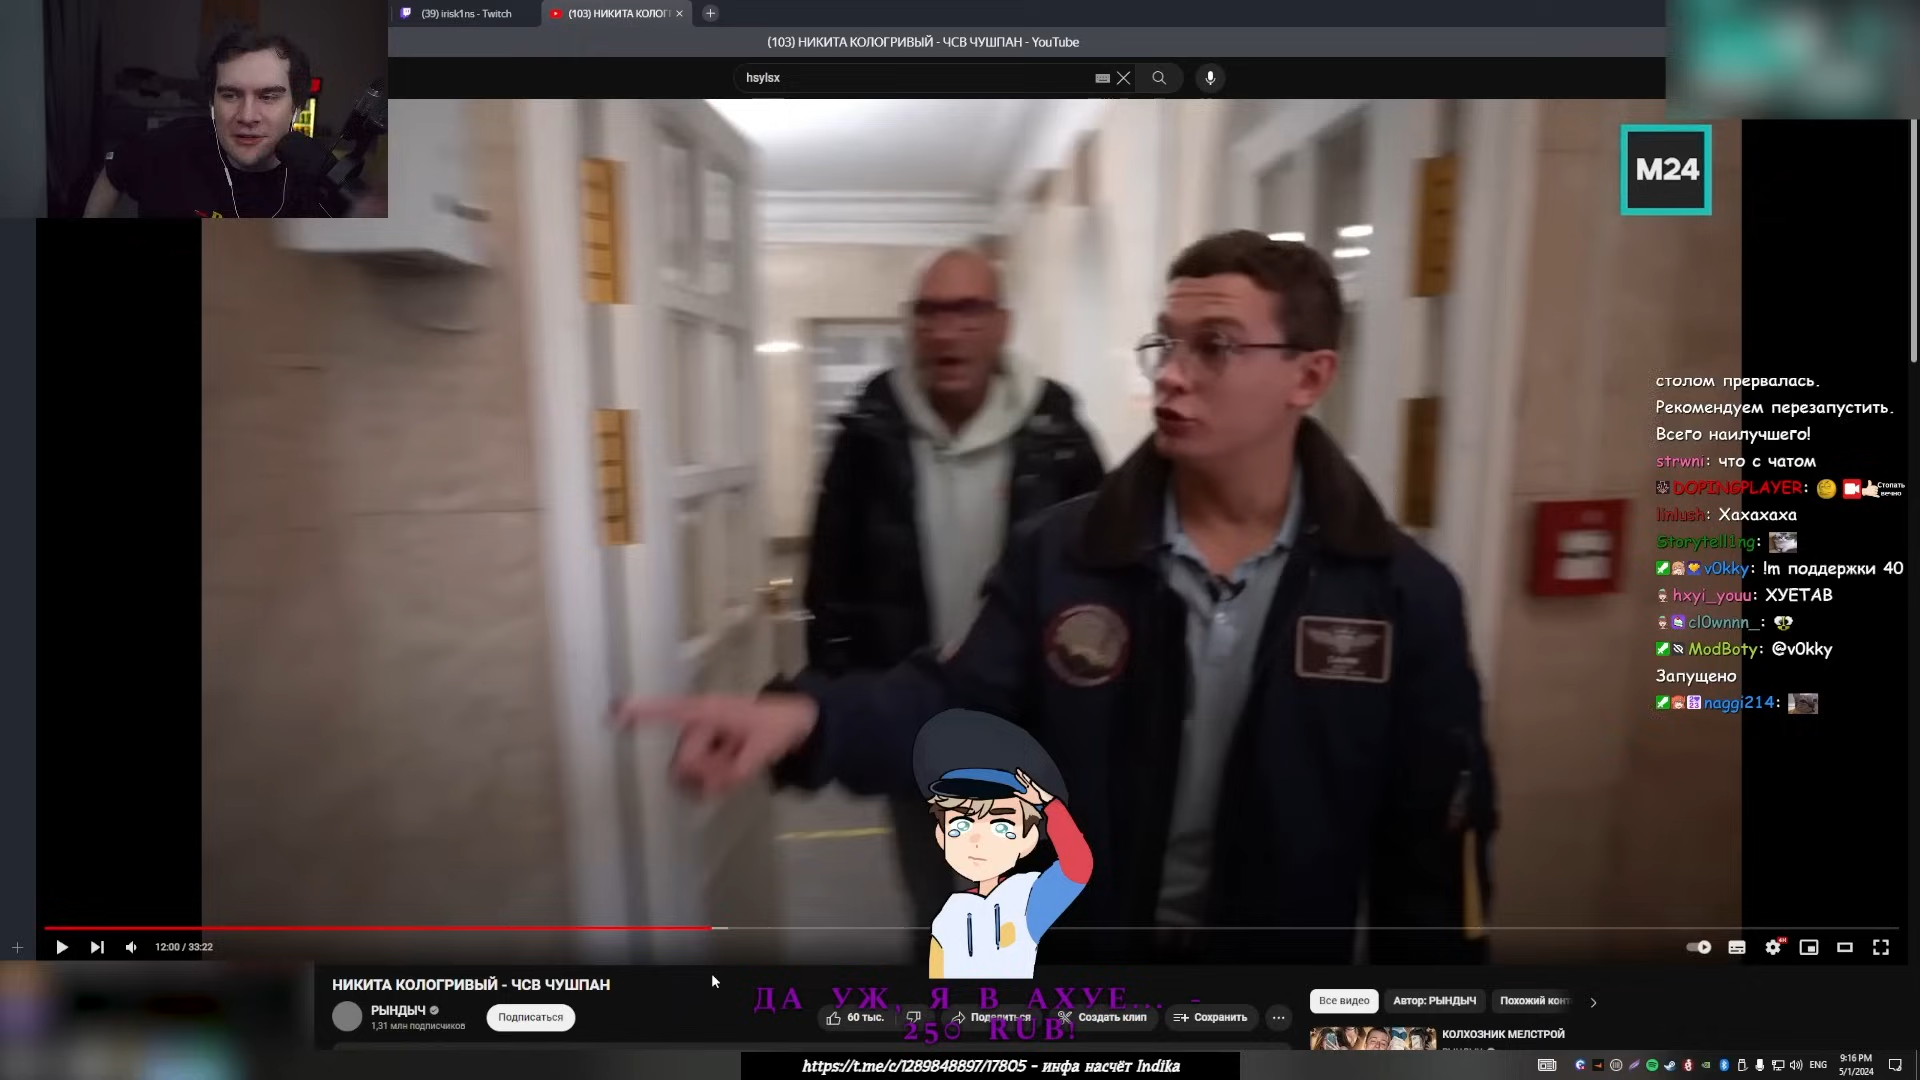 (39) irisk1ns - Twitch
(103) НИКИТА КОЛОГ
(103) НИКИТА КОЛОГРИВЫЙ - ЧСВ ЧУШПАН - YouTube
hsylsx
M24
столом прервалась.
Рекомендуем перезапустить.
Всего наилучшего!
strwni: что с чатом
DOPINGPLAYER:
linlush: Хахахаха
Storytelling:
v0kky: !m поддержки 40
hxyi_youu: ХУЕТАВ
cl0wnnn_:
ModBoty: @v0kky
Запущено
naggi214:
12:00 / 33:22
НИКИТА КОЛОГРИВЫЙ - ЧСВ ЧУШПАН
РЫНДЫЧ
1,31 млн подписчиков
Подписаться
ДА УЖ, Я В АХУЕ... -
250 RUB!
60 тыс.
Поделиться
Создать клип
Сохранить
Все видео
Автор: РЫНДЫЧ
Похожий конт
КОЛХОЗНИК МЕЛСТРОЙ
https://t.me/c/1289848897/17805 - инфа насчёт Indika
ENG
9:16 PM
5/1/2024